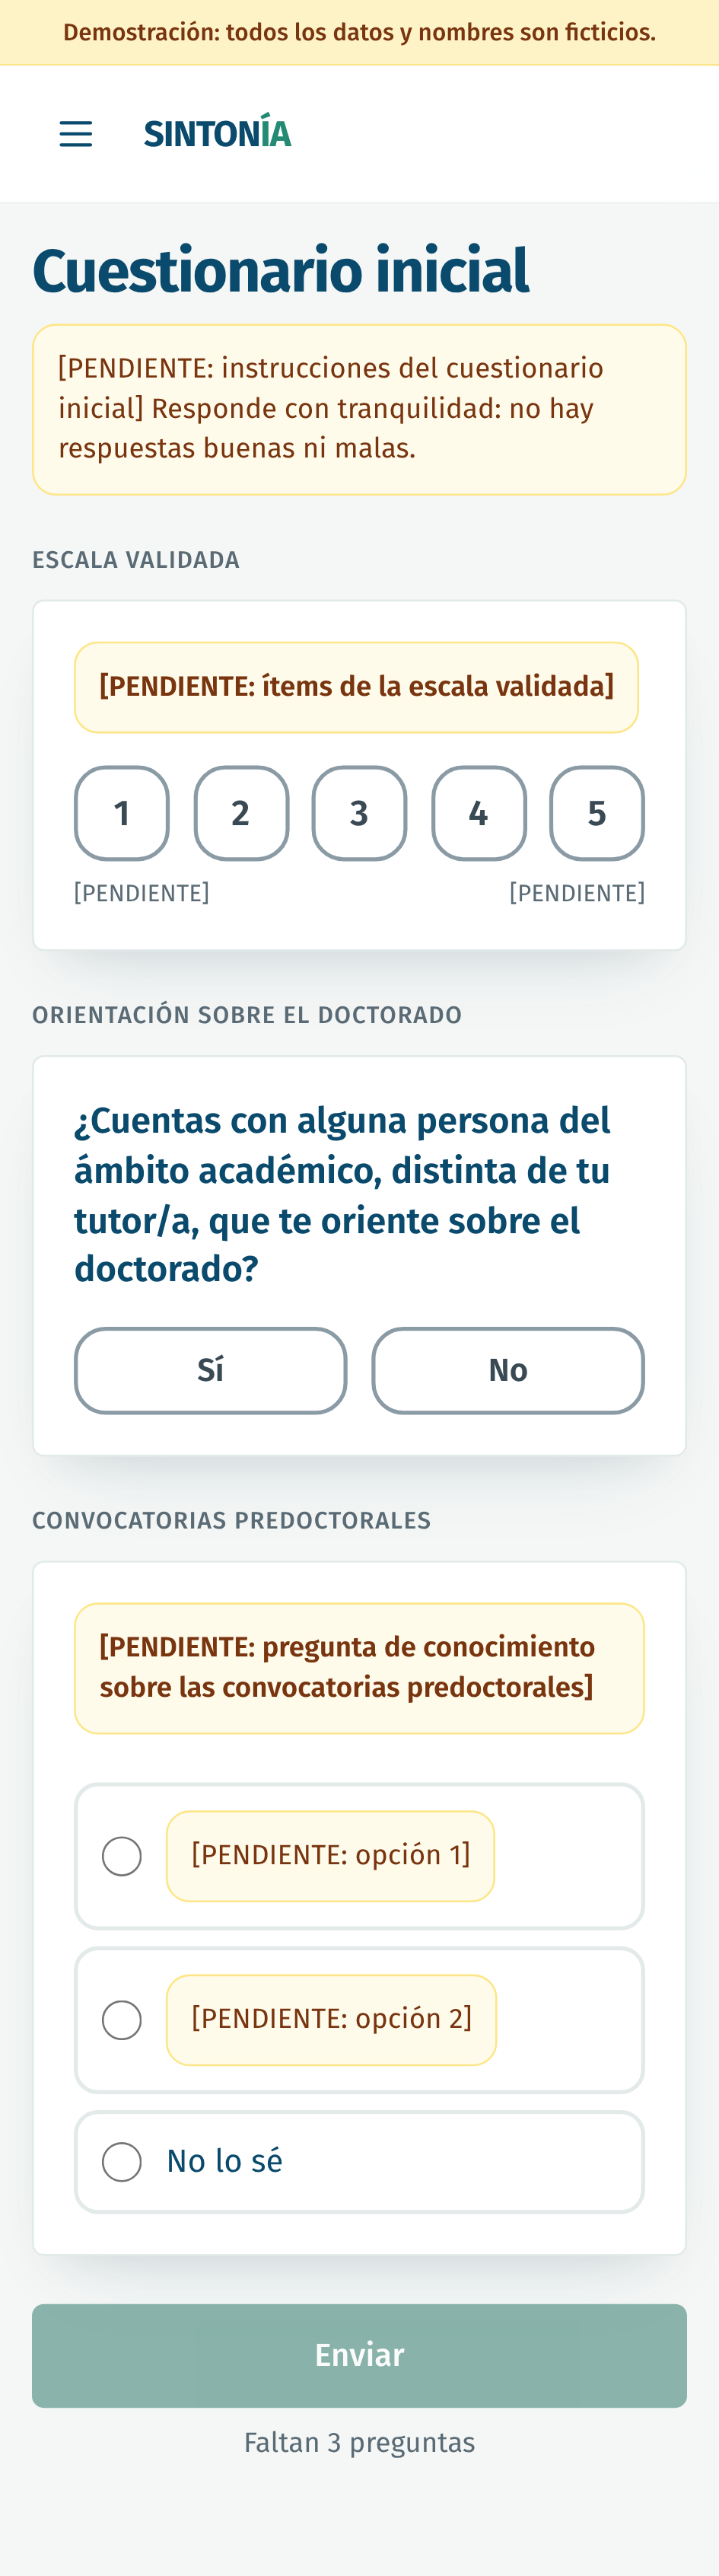 Demostración: todos los datos y nombres son ficticios.
SINTONÍA
Cuestionario inicial
[PENDIENTE: instrucciones del cuestionario
inicial] Responde con tranquilidad: no hay
respuestas buenas ni malas.
ESCALA VALIDADA
[PENDIENTE: ítems de la escala validada]
1 2 3 4 5
[PENDIENTE] [PENDIENTE]
ORIENTACIÓN SOBRE EL DOCTORADO
¿Cuentas con alguna persona del
ámbito académico, distinta de tu
tutor/a, que te oriente sobre el
doctorado?
Sí No
CONVOCATORIAS PREDOCTORALES
[PENDIENTE: pregunta de conocimiento
sobre las convocatorias predoctorales]
[PENDIENTE: opción 1]
[PENDIENTE: opción 2]
No lo sé
Enviar
Faltan 3 preguntas